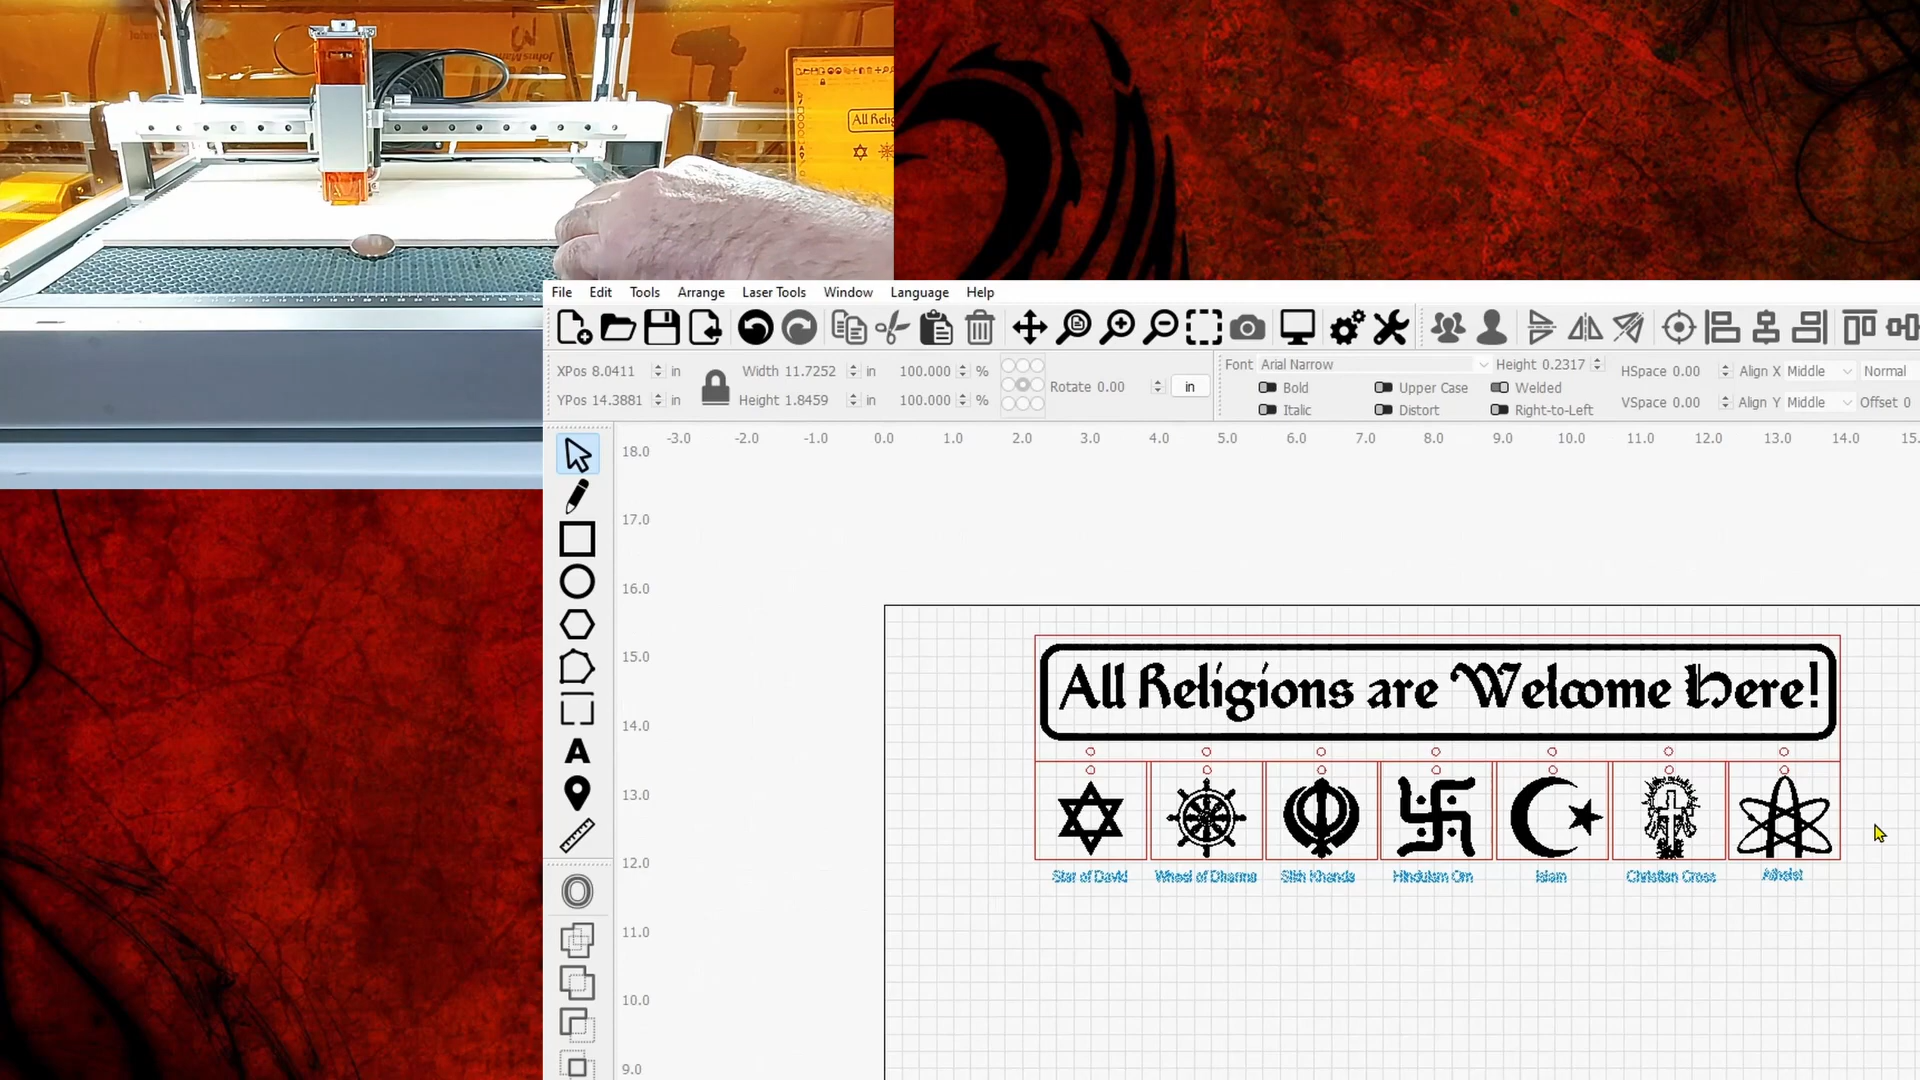 File Edit Tools Arrange Laser Tools Window Language Help
XPos 8.0411 in Width 11.7252 in 100.000 % Rotate 0.00 in Font Arial Narrow Height 0.2317 HSpace 0.00 Align X Middle Normal
YPos 14.3881 in Height 1.8459 in 100.000 % Bold Upper Case Welded VSpace 0.00 Align Y Middle Offset 0
Italic Distort Right-to-Left
-3.0 -2.0 -1.0 0.0 1.0 2.0 3.0 4.0 5.0 6.0 7.0 8.0 9.0 10.0 11.0 12.0 13.0 14.0 15.
18.0
17.0
16.0
15.0
14.0
13.0
12.0
11.0
10.0
9.0
All Religions are Welcome Here!
Star of David Wheel of Dharma Sikh Khanda Hinduism Om Islam Christian Cross Atheist
All Relig